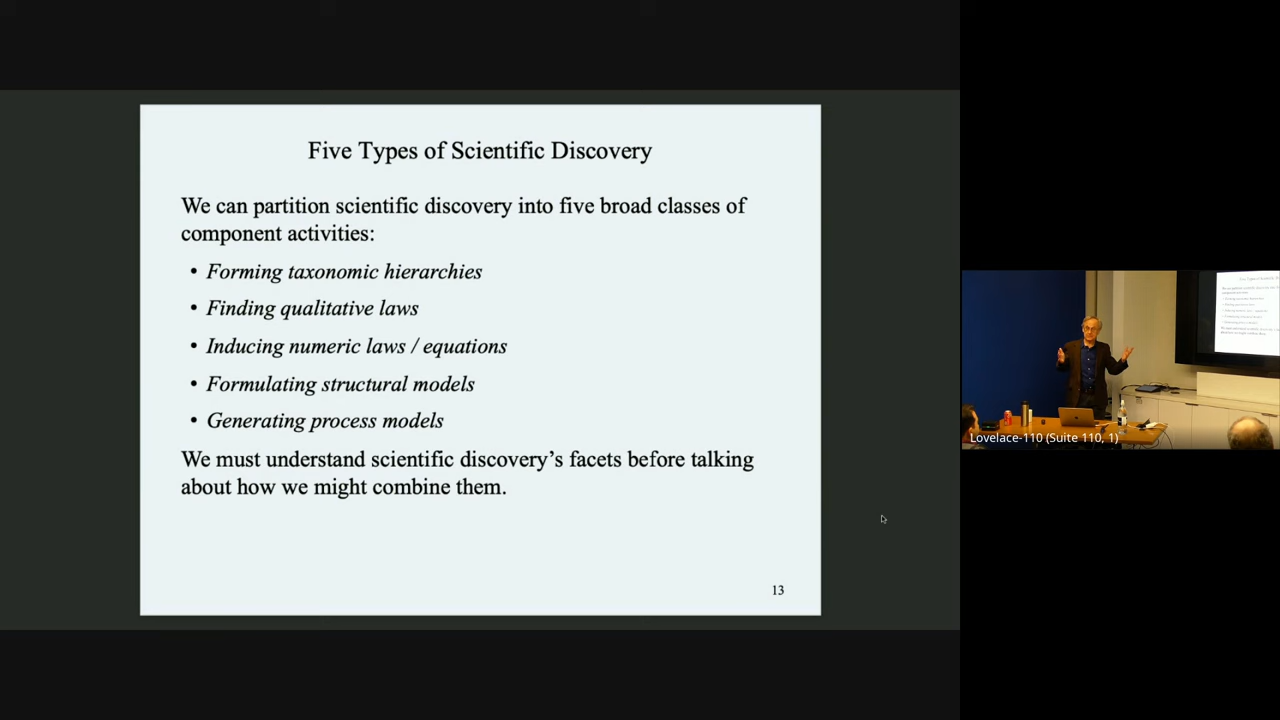 Five Types of Scientific Discovery
We can partition scientific discovery into five broad classes of
component activities:
• Forming taxonomic hierarchies
• Finding qualitative laws
• Inducing numeric laws / equations
• Formulating structural models
• Generating process models
We must understand scientific discovery’s facets before talking
about how we might combine them.
13
Lovelace-110 (Suite 110, 1)